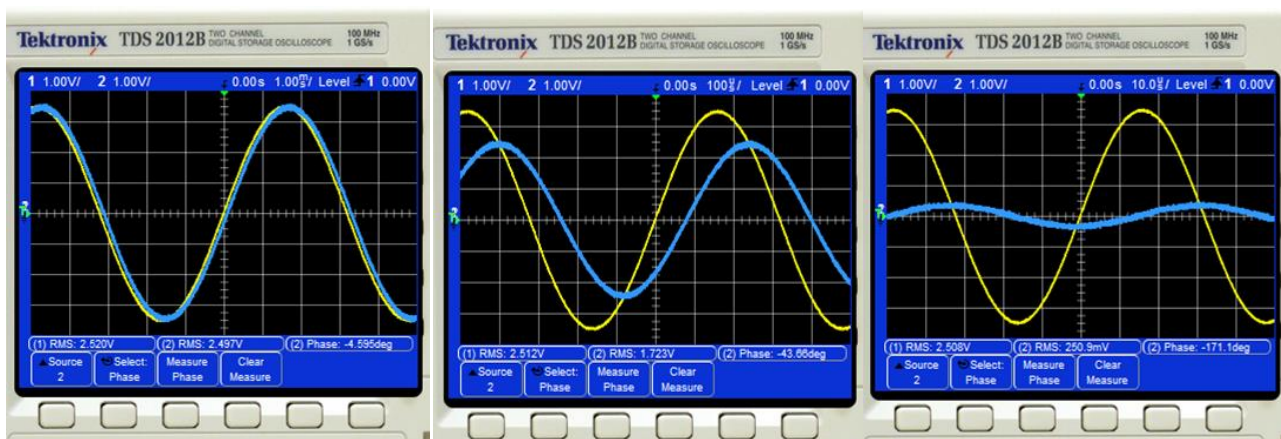 Tektronix TDS 2012B TWO CHANNEL DIGITAL STORAGE OSCILLOSCOPE 100 MHz 1 GS/s
1 1.00V/ 2 1.00V/ 0.00s 1.00ms/ Level 1 0.00V
2
(1) RMS: 2.520V (2) RMS: 2.497V (2) Phase: -4.595deg
Source 2 Select: Phase Measure Phase Clear Measure
Tektronix TDS 2012B TWO CHANNEL DIGITAL STORAGE OSCILLOSCOPE 100 MHz 1 GS/s
1 1.00V/ 2 1.00V/ 0.00s 100us/ Level 1 0.00V
(1) RMS: 2.512V (2) RMS: 1.723V (2) Phase: -43.66deg
Source 2 Select: Phase Measure Phase Clear Measure
Tektronix TDS 2012B TWO CHANNEL DIGITAL STORAGE OSCILLOSCOPE 100 MHz 1 GS/s
1 1.00V/ 2 1.00V/ 0.00s 10.0us/ Level 1 0.00V
2
(1) RMS: 2.508V (2) RMS: 250.9mV (2) Phase: -171.1deg
Source 2 Select: Phase Measure Phase Clear Measure